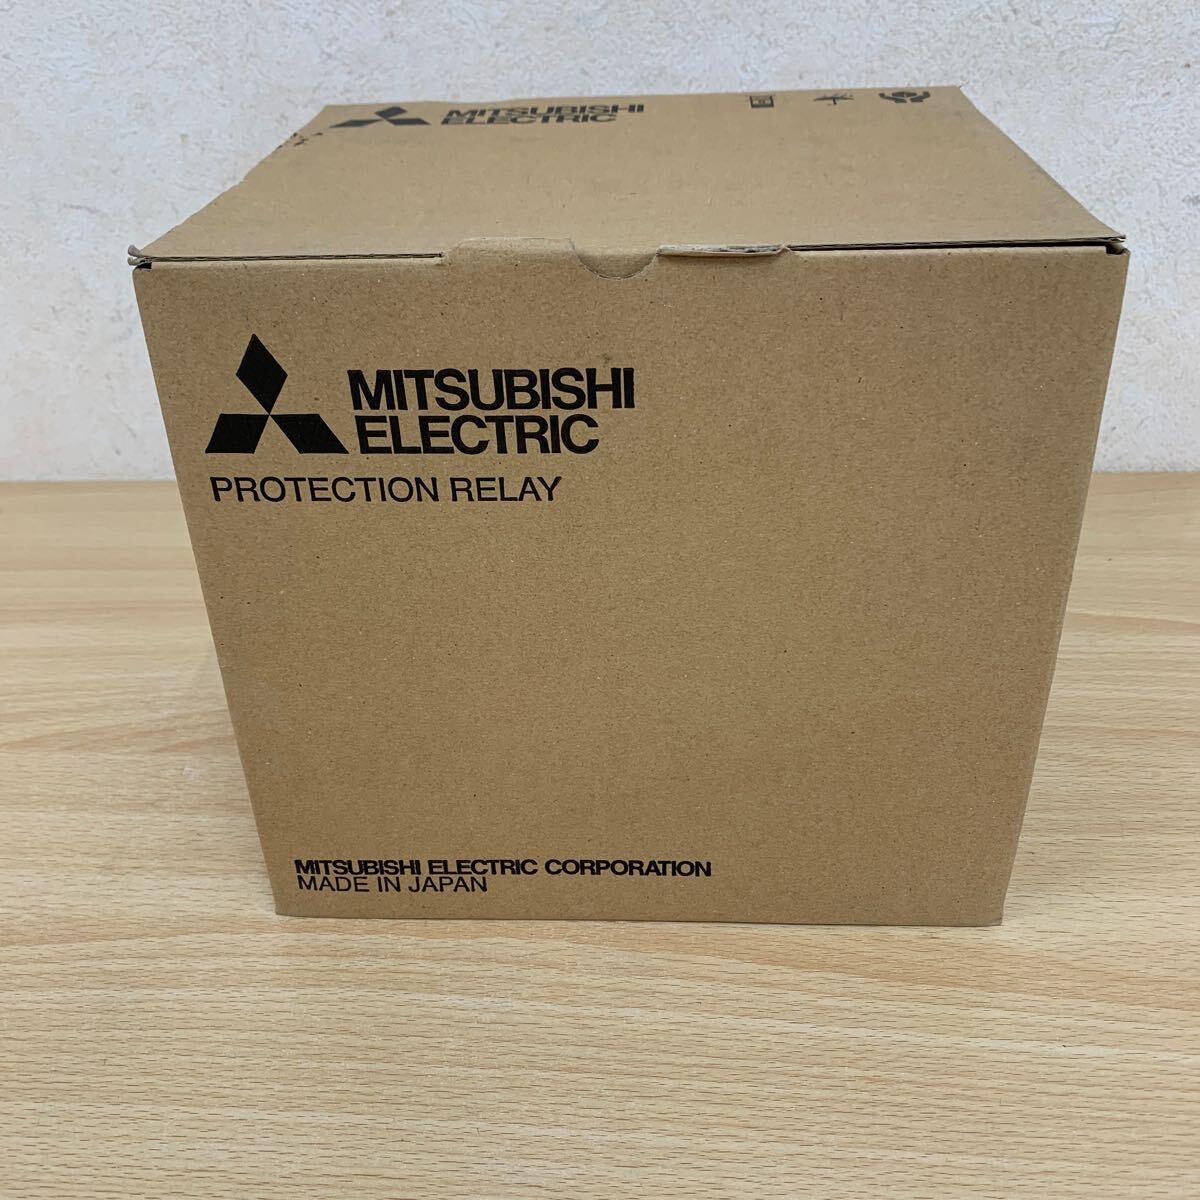 MITSUBISHI
ELECTRIC
MITSUBISHI
ELECTRIC
PROTECTION RELAY
MITSUBISHI ELECTRIC CORPORATION
MADE IN JAPAN